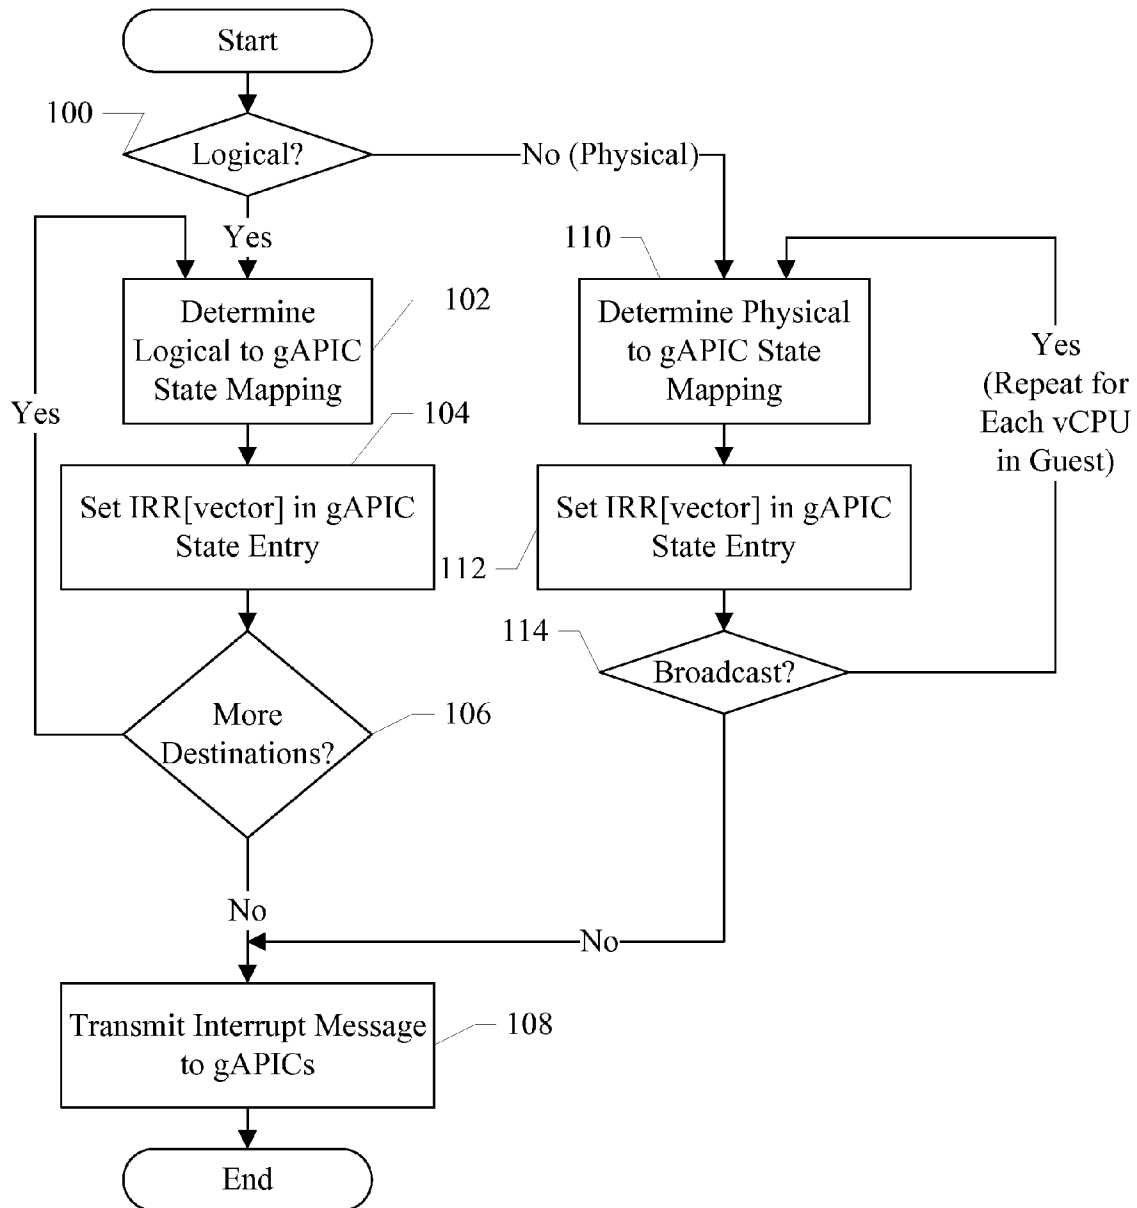 Start
100
Logical?
No (Physical)
Yes
110
Determine
Logical to gAPIC
State Mapping
102
Determine Physical
to gAPIC State
Mapping
Yes
(Repeat for
Each vCPU
in Guest)
Yes
104
Set IRR[vector] in gAPIC
State Entry
Set IRR[vector] in gAPIC
State Entry
112
114
Broadcast?
More
Destinations?
106
No
No
Transmit Interrupt Message
to gAPICs
108
End